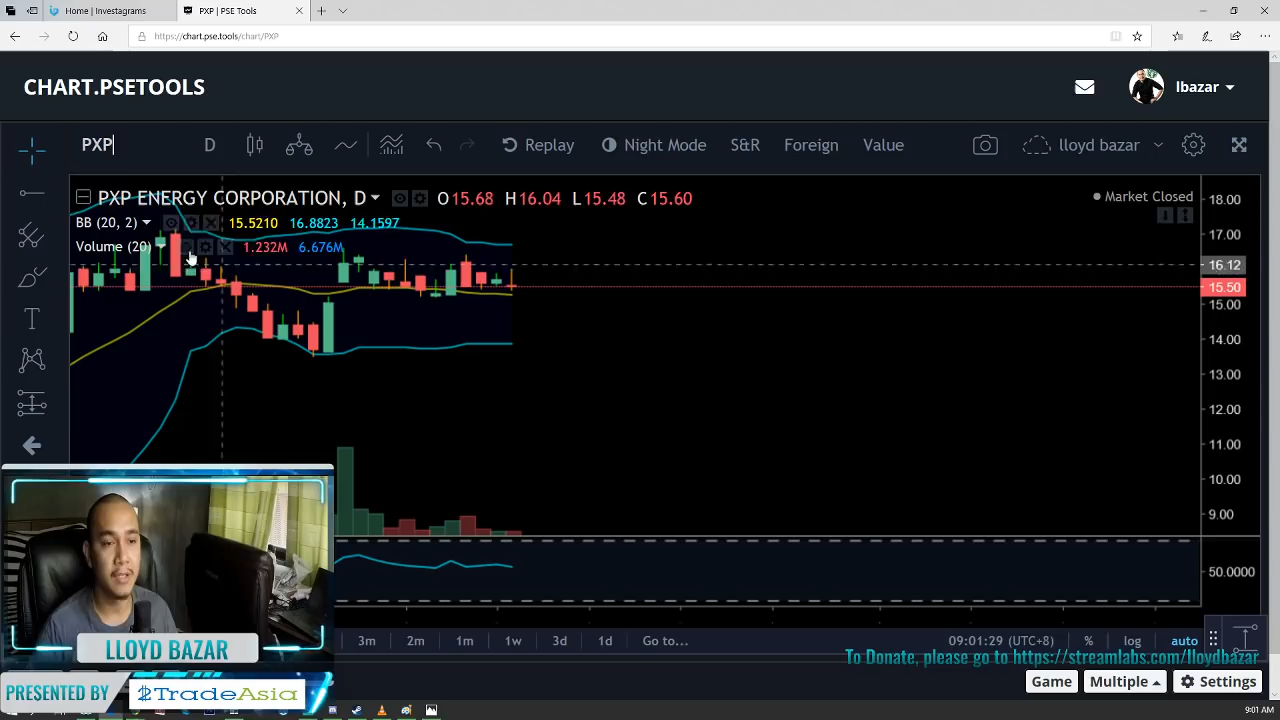 Home: Investagrams
PXP | PSE Tools
https://chart.pse.tools/chart/PXP
CHART.PSETOOLS
lbazar
PXP
D
Replay
Night Mode
S&R
Foreign
Value
lloyd bazar
PXP ENERGY CORPORATION, D
O15.68 H16.04 L15.48 C15.60
Market Closed
BB (20, 2)
15.5210 16.8823 14.1597
Volume (20)
1.232M 6.676M
18.00
17.00
16.12
15.50
15.00
14.00
13.00
12.00
11.00
10.00
9.00
50.0000
3m 2m 1m 1w 3d 1d Go to...
09:01:29 (UTC+8) % log auto
LLOYD BAZAR
To Donate, please go to https://streamlabs.com/lloydbazar
PRESENTED BY
$TradeAsia
Game
Multiple
Settings
9:01 AM